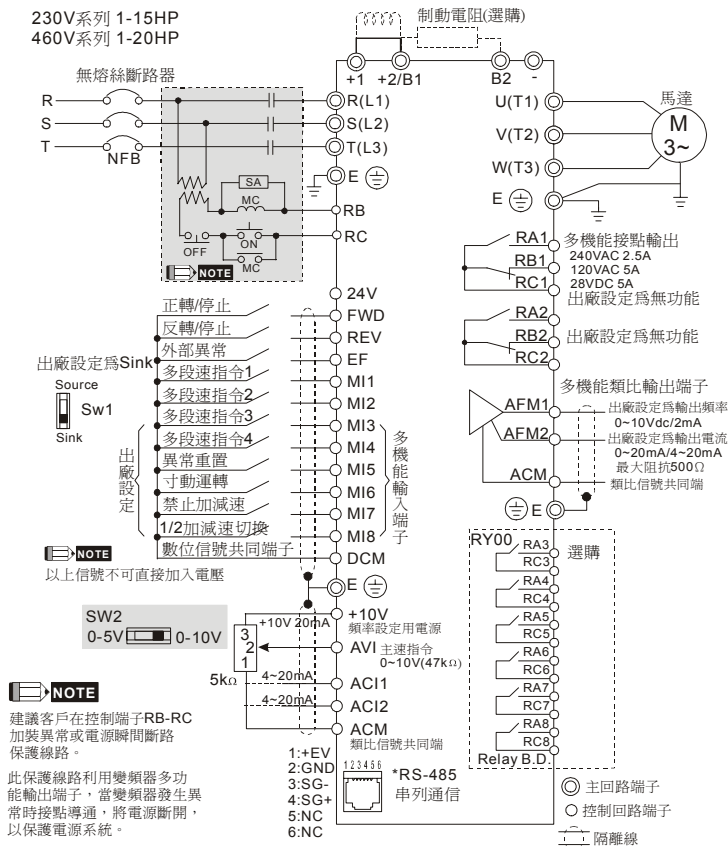 230V系列 1-15HP
460V系列 1-20HP
制動電阻(選購)
+1
+2/B1
B2
-
無熔絲斷路器
R
S
T
NFB
R(L1)
S(L2)
T(L3)
E
SA
MC
RB
RC
OFF
ON
MC
NOTE
U(T1)
V(T2)
W(T3)
E
馬達
M
3~
RA1
RB1
RC1
多機能接點輸出
240VAC 2.5A
120VAC 5A
28VDC 5A
出廠設定為無功能
RA2
RB2
RC2
出廠設定為無功能
24V
正轉/停止
FWD
反轉/停止
REV
外部異常
EF
多段速指令1
MI1
多段速指令2
MI2
多段速指令3
MI3
多段速指令4
MI4
異常重置
MI5
寸動運轉
MI6
禁止加減速
MI7
1/2加減速切換
MI8
數位信號共同端子
DCM
E
出廠設定為Sink
Source
Sw1
Sink
出廠設定
多機能輸入端子
NOTE
以上信號不可直接加入電壓
多機能類比輸出端子
AFM1
出廠設定為輸出頻率
0~10Vdc/2mA
AFM2
出廠設定為輸出電流
0~20mA/4~20mA
最大阻抗500Ω
ACM
類比信號共同端
E
RY00
選購
RA3
RC3
RA4
RC4
RA5
RC5
RA6
RC6
RA7
RC7
RA8
RC8
Relay B.D.
SW2
0-5V
0-10V
+10V 20mA
+10V
頻率設定用電源
3
2
1
5kΩ
AVI
主速指令
0~10V(47kΩ)
4~20mA
ACI1
4~20mA
ACI2
ACM
類比信號共同端
NOTE
建議客戶在控制端子RB-RC
加裝異常或電源瞬間斷路
保護線路。
此保護線路利用變頻器多功
能輸出端子，當變頻器發生異
常時接點導通，將電源斷開，
以保護電源系統。
1:+EV
2:GND
3:SG-
4:SG+
5:NC
6:NC
1 2 3 4 5 6
*RS-485
串列通信
主回路端子
控制回路端子
隔離線